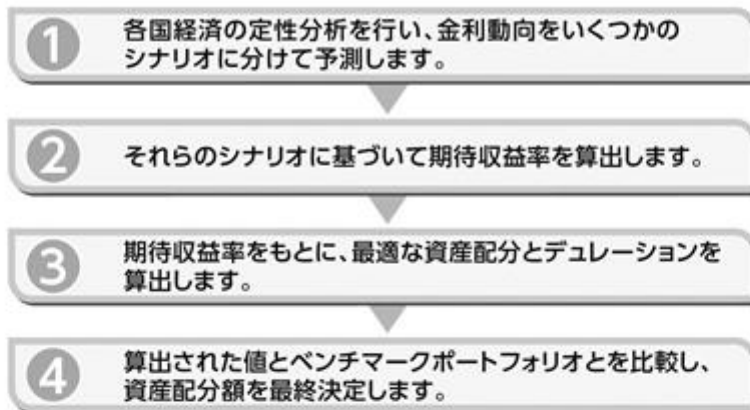 1
各国経済の定性分析を行い、金利動向をいくつかの
シナリオに分けて予測します。
2
それらのシナリオに基づいて期待収益率を算出します。
3
期待収益率をもとに、最適な資産配分とデュレーションを
算出します。
4
算出された値とベンチマークポートフォリオとを比較し、
資産配分額を最終決定します。